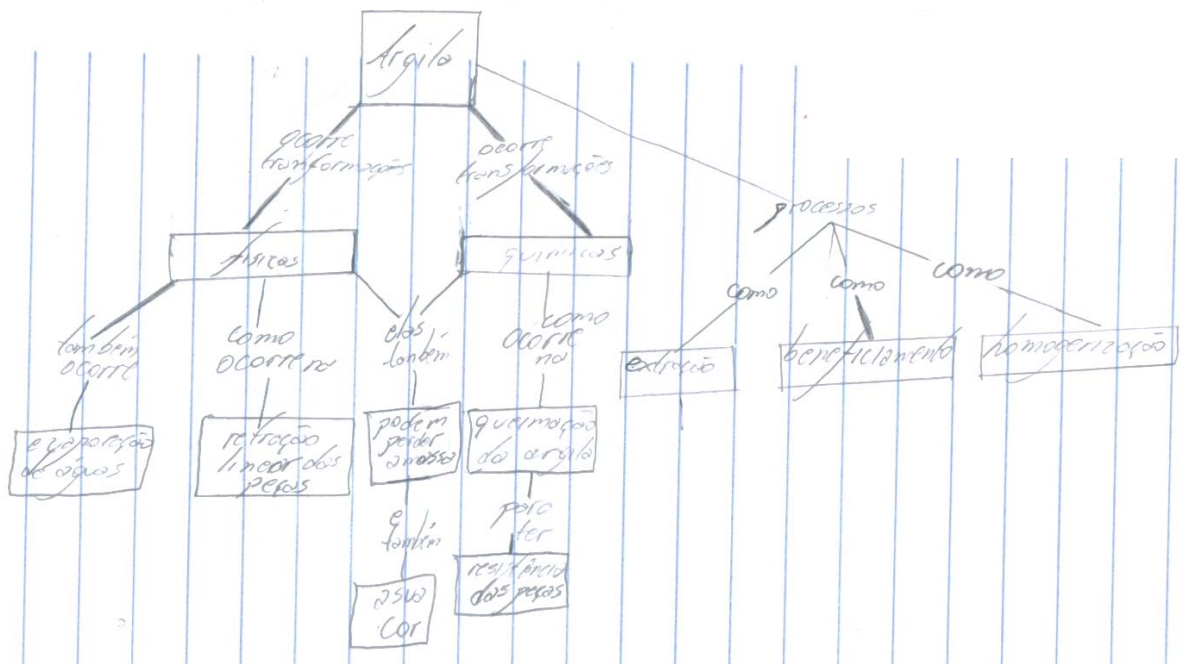 Argila
ocorre
transformações
ocorre
transformações
processos
físicas
químicas
como
como
como
também
ocorre
como
ocorre na
elas
também
como
ocorre
na
extração
beneficiamento
homogenização
evaporação
de águas
retração
linear das
peças
podem
perder
a massa
queimação
da argila
e
também
para
ter
a sua
cor
resistência
das peças